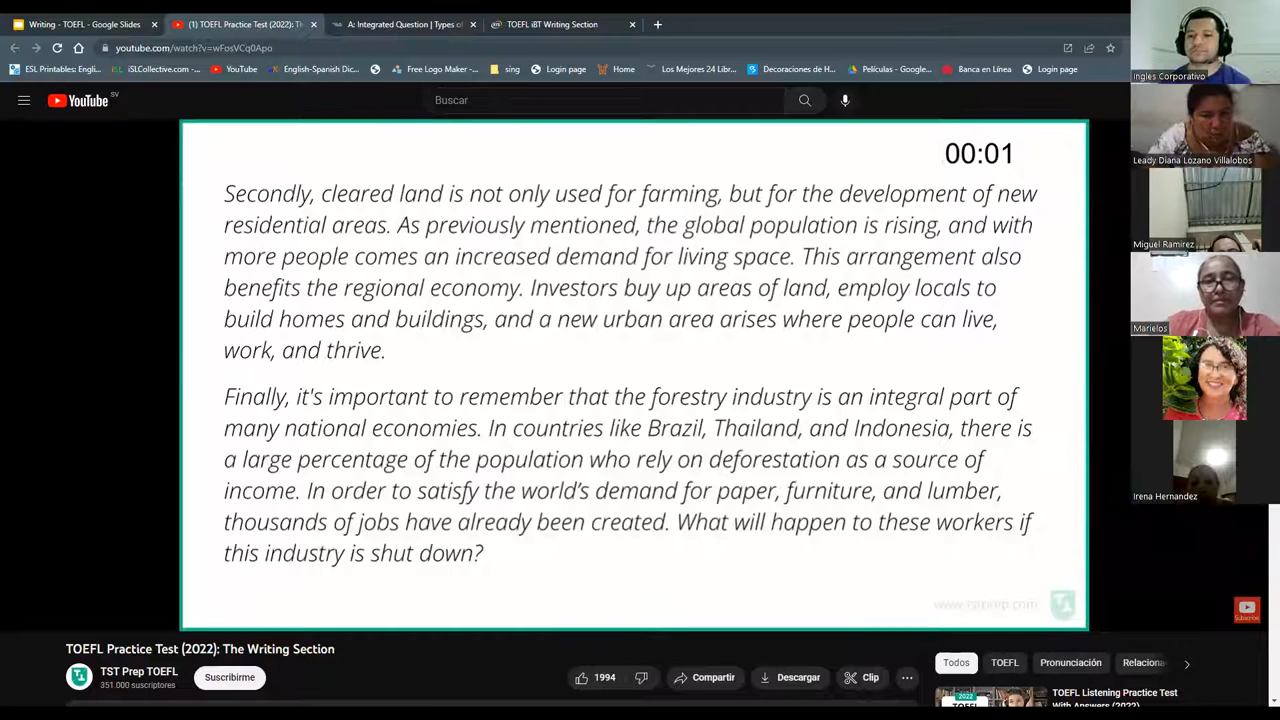 Writing - TOEFL - Google Slides
(1) TOEFL Practice Test (2022): Th
A: Integrated Question | Types of
TOEFL iBT Writing Section
youtube.com/watch?v=wFosVCq0Apo
ESL Printables: Engli...
iSLCollective.com -...
YouTube
English-Spanish Dic...
Login page
Free Logo Maker -...
sing
Login page
Home
Los Mejores 24 Libr...
Decoraciones de H...
Películas - Google...
Banca en Línea
Login page
YouTube SV
Buscar
00:01
Secondly, cleared land is not only used for farming, but for the development of new
residential areas. As previously mentioned, the global population is rising, and with
more people comes an increased demand for living space. This arrangement also
benefits the regional economy. Investors buy up areas of land, employ locals to
build homes and buildings, and a new urban area arises where people can live,
work, and thrive.
Finally, it's important to remember that the forestry industry is an integral part of
many national economies. In countries like Brazil, Thailand, and Indonesia, there is
a large percentage of the population who rely on deforestation as a source of
income. In order to satisfy the world's demand for paper, furniture, and lumber,
thousands of jobs have already been created. What will happen to these workers if
this industry is shut down?
www.tstprep.com
Subscribe
TOEFL Practice Test (2022): The Writing Section
TST Prep TOEFL
351.000 suscriptores
Suscribirme
1994
Compartir
Descargar
Clip
Todos
TOEFL
Pronunciación
Relaciona
2022
TOEFL
TOEFL Listening Practice Test
With Answers (2022)
Ingles Corporativo
Leady Diana Lozano Villalobos
Miguel Ramirez
Marielos
Irena Hernandez